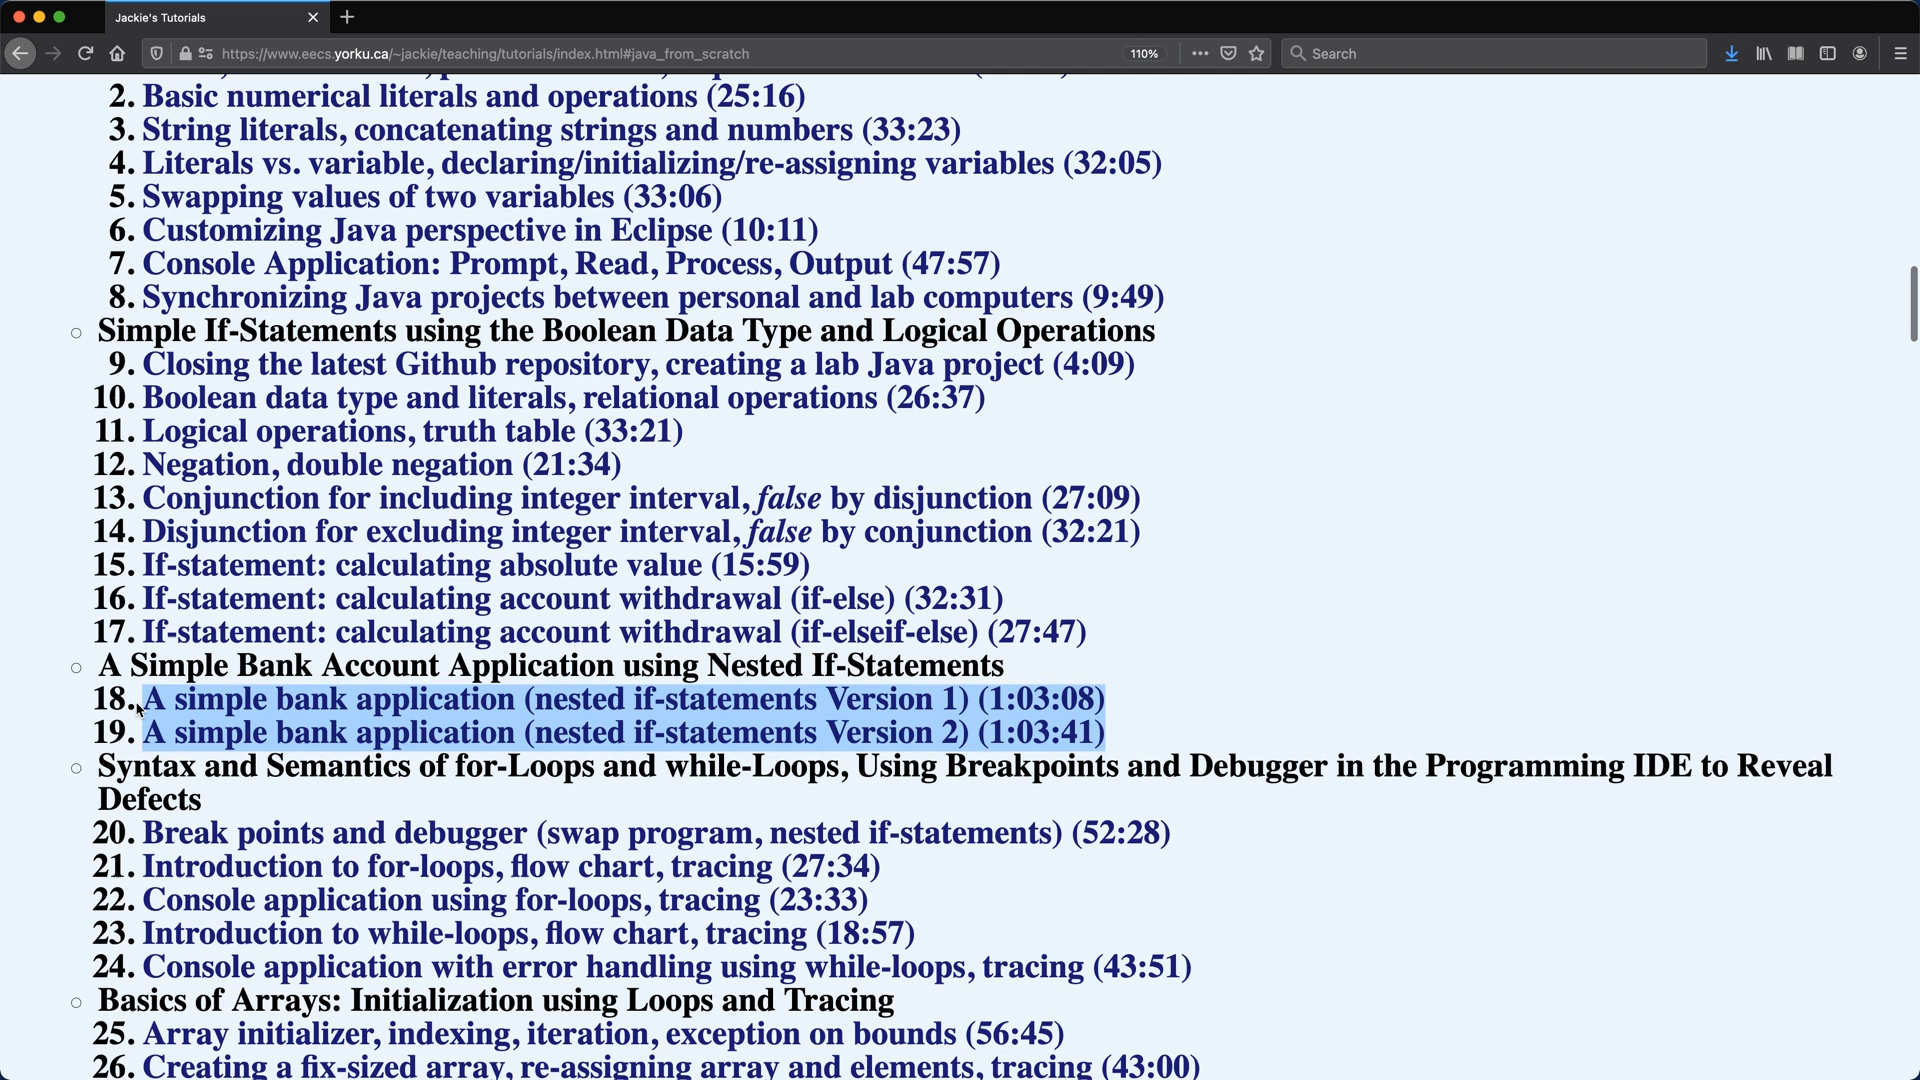 Jackie's Tutorials
https://www.eecs.yorku.ca/~jackie/teaching/tutorials/index.html#java_from_scratch
110%
Search
2. Basic numerical literals and operations (25:16)
3. String literals, concatenating strings and numbers (33:23)
4. Literals vs. variable, declaring/initializing/re-assigning variables (32:05)
5. Swapping values of two variables (33:06)
6. Customizing Java perspective in Eclipse (10:11)
7. Console Application: Prompt, Read, Process, Output (47:57)
8. Synchronizing Java projects between personal and lab computers (9:49)
Simple If-Statements using the Boolean Data Type and Logical Operations
9. Closing the latest Github repository, creating a lab Java project (4:09)
10. Boolean data type and literals, relational operations (26:37)
11. Logical operations, truth table (33:21)
12. Negation, double negation (21:34)
13. Conjunction for including integer interval, false by disjunction (27:09)
14. Disjunction for excluding integer interval, false by conjunction (32:21)
15. If-statement: calculating absolute value (15:59)
16. If-statement: calculating account withdrawal (if-else) (32:31)
17. If-statement: calculating account withdrawal (if-elseif-else) (27:47)
A Simple Bank Account Application using Nested If-Statements
18. A simple bank application (nested if-statements Version 1) (1:03:08)
19. A simple bank application (nested if-statements Version 2) (1:03:41)
Syntax and Semantics of for-Loops and while-Loops, Using Breakpoints and Debugger in the Programming IDE to Reveal
Defects
20. Break points and debugger (swap program, nested if-statements) (52:28)
21. Introduction to for-loops, flow chart, tracing (27:34)
22. Console application using for-loops, tracing (23:33)
23. Introduction to while-loops, flow chart, tracing (18:57)
24. Console application with error handling using while-loops, tracing (43:51)
Basics of Arrays: Initialization using Loops and Tracing
25. Array initializer, indexing, iteration, exception on bounds (56:45)
26. Creating a fix-sized array, re-assigning array and elements, tracing (43:00)